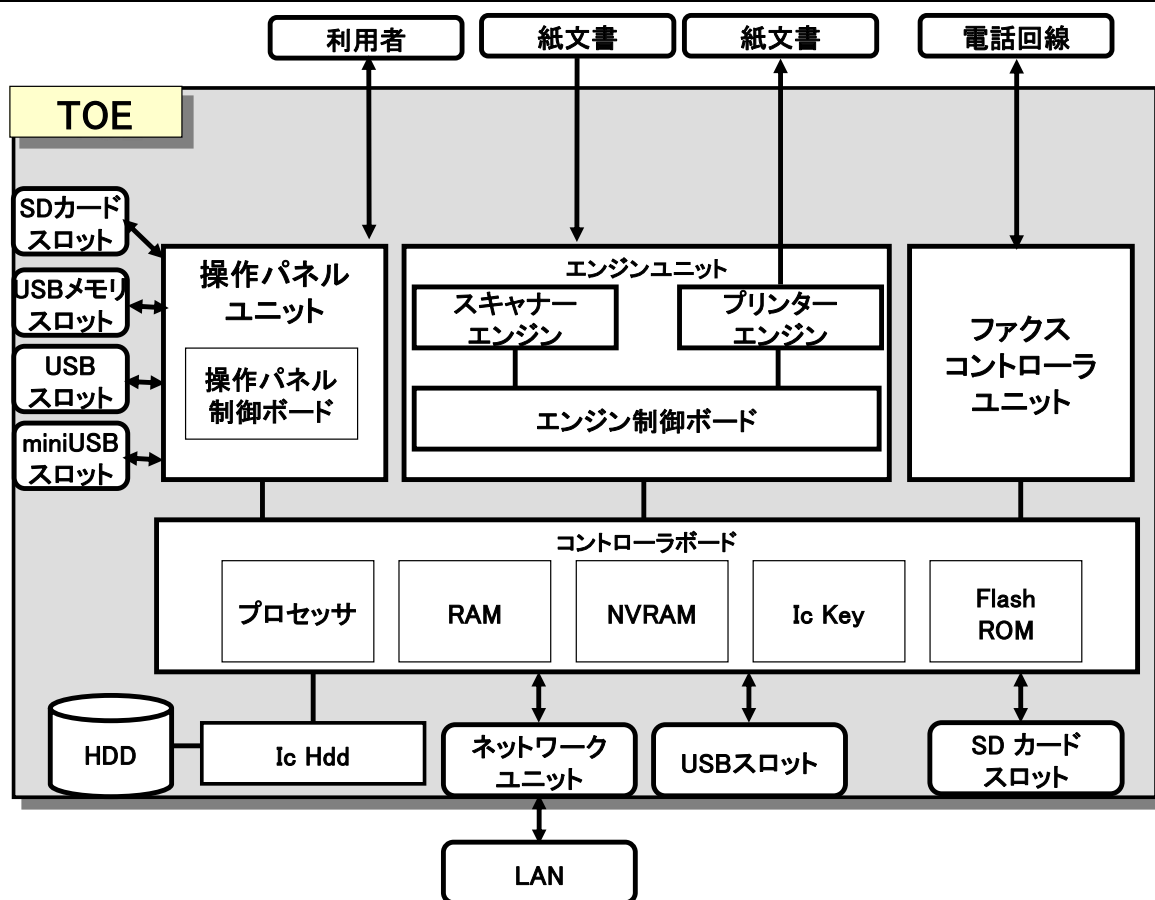 利用者
紙文書
紙文書
電話回線
TOE
SDカード
スロット
USBメモリ
スロット
USB
スロット
miniUSB
スロット
操作パネル
ユニット
操作パネル
制御ボード
エンジンユニット
スキャナー
エンジン
プリンター
エンジン
エンジン制御ボード
ファクス
コントローラ
ユニット
コントローラボード
プロセッサ
RAM
NVRAM
Ic Key
Flash
ROM
HDD
Ic Hdd
ネットワーク
ユニット
USBスロット
SD カード
スロット
LAN